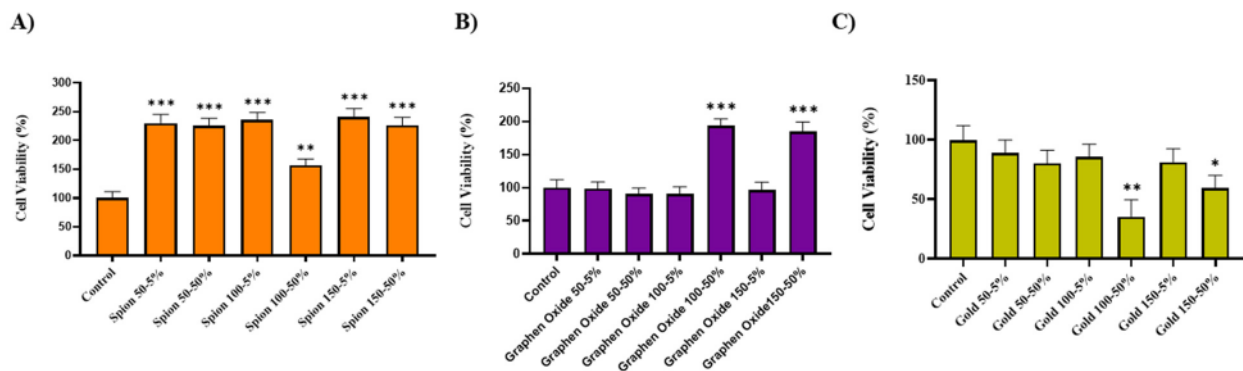 A)
Cell Viability (%)
300
250
200
150
100
50
0
***
***
***
**
***
***
Control
Spion 50-5%
Spion 50-50%
Spion 100-5%
Spion 100-50%
Spion 150-5%
Spion 150-50%
B)
Cell Viability (%)
250
200
150
100
50
0
***
***
Control
Graphen Oxide 50-5%
Graphen Oxide 50-50%
Graphen Oxide 100-5%
Graphen Oxide 100-50%
Graphen Oxide 150-5%
Graphen Oxide150-50%
C)
Cell Viability (%)
150
100
50
0
**
*
Control
Gold 50-5%
Gold 50-50%
Gold 100-5%
Gold 100-50%
Gold 150-5%
Gold 150-50%